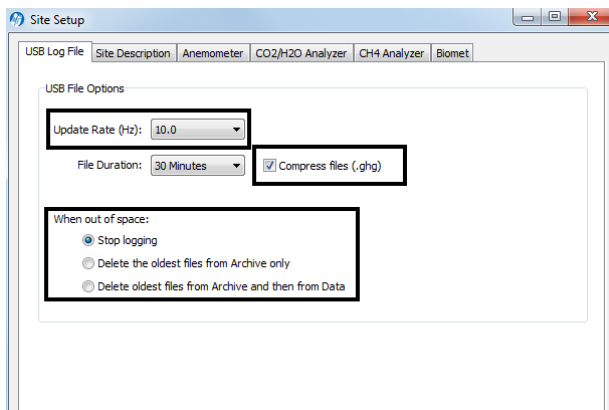 Site Setup
USB Log File Site Description Anemometer CO2/H2O Analyzer CH4 Analyzer Biomet
USB File Options
Update Rate (Hz): 10.0
File Duration: 30 Minutes Compress files (.ghg)
When out of space:
Stop logging
Delete the oldest files from Archive only
Delete oldest files from Archive and then from Data